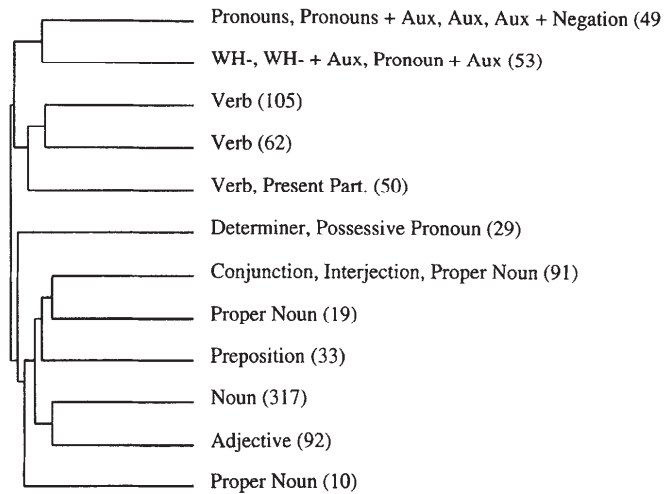 Pronouns, Pronouns + Aux, Aux, Aux + Negation (49
WH-, WH- + Aux, Pronoun + Aux (53)
Verb (105)
Verb (62)
Verb, Present Part. (50)
Determiner, Possessive Pronoun (29)
Conjunction, Interjection, Proper Noun (91)
Proper Noun (19)
Preposition (33)
Noun (317)
Adjective (92)
Proper Noun (10)